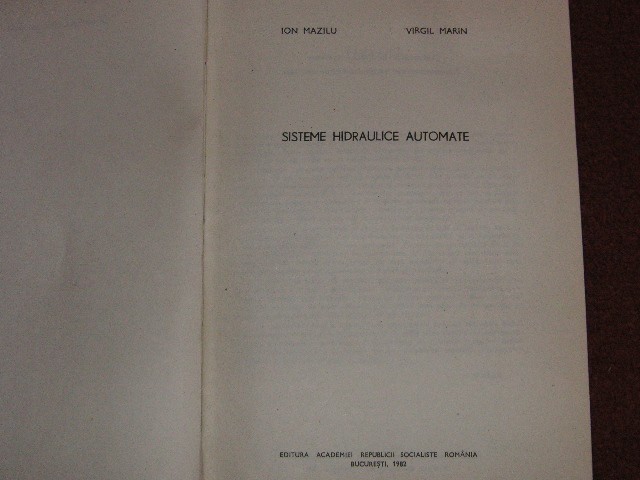 ION MAZILU VIRGIL MARIN
SISTEME HIDRAULICE AUTOMATE
EDITURA ACADEMIEI REPUBLICII SOCIALISTE ROMÂNIA
BUCUREȘTI, 1982